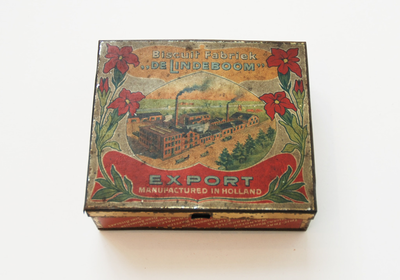 Biscuit Fabriek
"DE LINDEBOOM"
EXPORT
MANUFACTURED IN HOLLAND